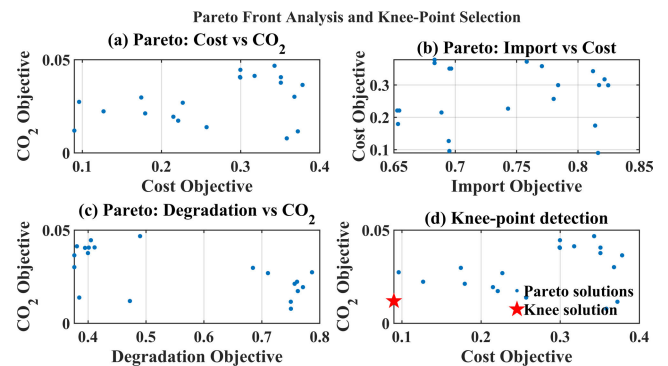 Pareto Front Analysis and Knee-Point Selection
(a) Pareto: Cost vs CO2
CO2 Objective
0.05
0
0.1
0.2
0.3
0.4
Cost Objective
(b) Pareto: Import vs Cost
Cost Objective
0.3
0.2
0.1
0.65
0.7
0.75
0.8
0.85
Import Objective
(c) Pareto: Degradation vs CO2
CO2 Objective
0.05
0
0.4
0.5
0.6
0.7
0.8
Degradation Objective
(d) Knee-point detection
CO2 Objective
0.05
0
0.1
0.2
0.3
0.4
Cost Objective
Pareto solutions
Knee solution